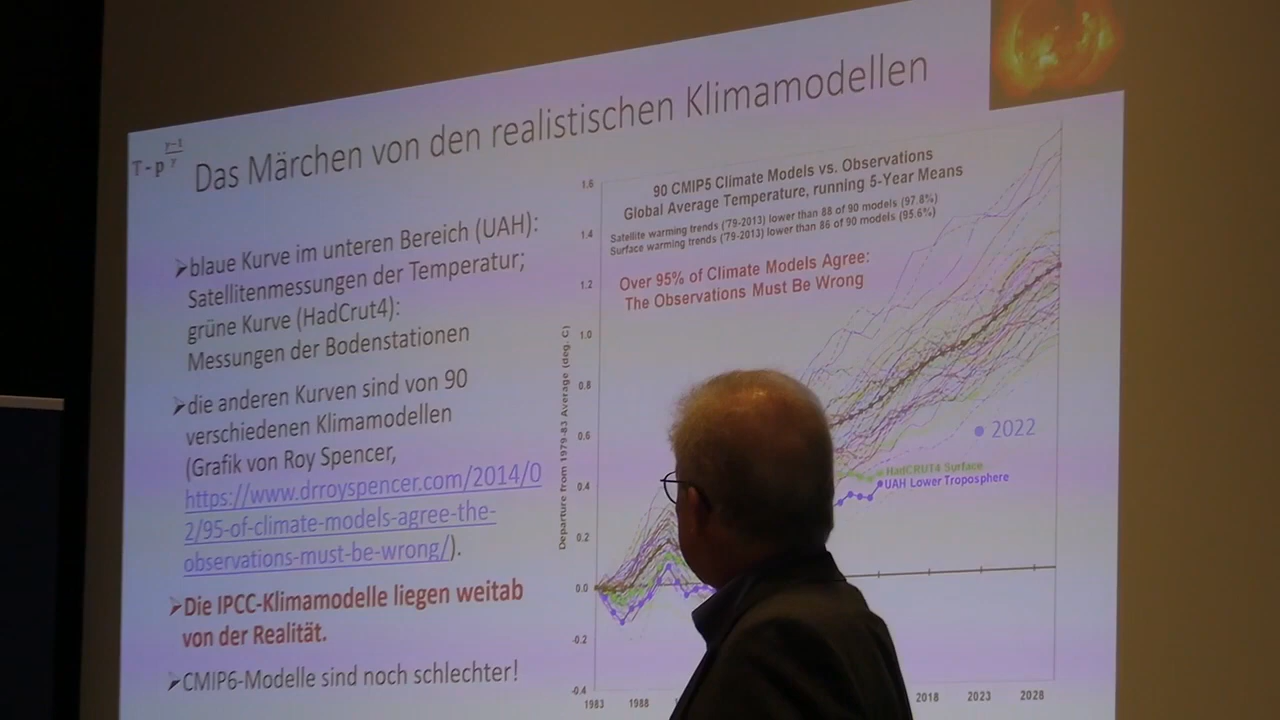 T - p γ-1 γ
Das Märchen von den realistischen Klimamodellen
➢blaue Kurve im unteren Bereich (UAH):
Satellitenmessungen der Temperatur;
grüne Kurve (HadCrut4):
Messungen der Bodenstationen
➢die anderen Kurven sind von 90
verschiedenen Klimamodellen
(Grafik von Roy Spencer,
https://www.drroyspencer.com/2014/0
2/95-of-climate-models-agree-the-
observations-must-be-wrong/).
➢Die IPCC-Klimamodelle liegen weitab
von der Realität.
➢CMIP6-Modelle sind noch schlechter!
90 CMIP5 Climate Models vs. Observations
Global Average Temperature, running 5-Year Means
Satellite warming trends ('79-2013) lower than 88 of 90 models (97.8%)
Surface warming trends ('79-2013) lower than 86 of 90 models (95.6%)
Over 95% of Climate Models Agree:
The Observations Must Be Wrong
Departure from 1979-83 Average (deg. C)
1.6
1.4
1.2
1.0
0.8
0.6
0.4
0.2
0.0
-0.2
-0.4
2022
HadCRUT4 Surface
UAH Lower Troposphere
1983 1988 2018 2023 2028